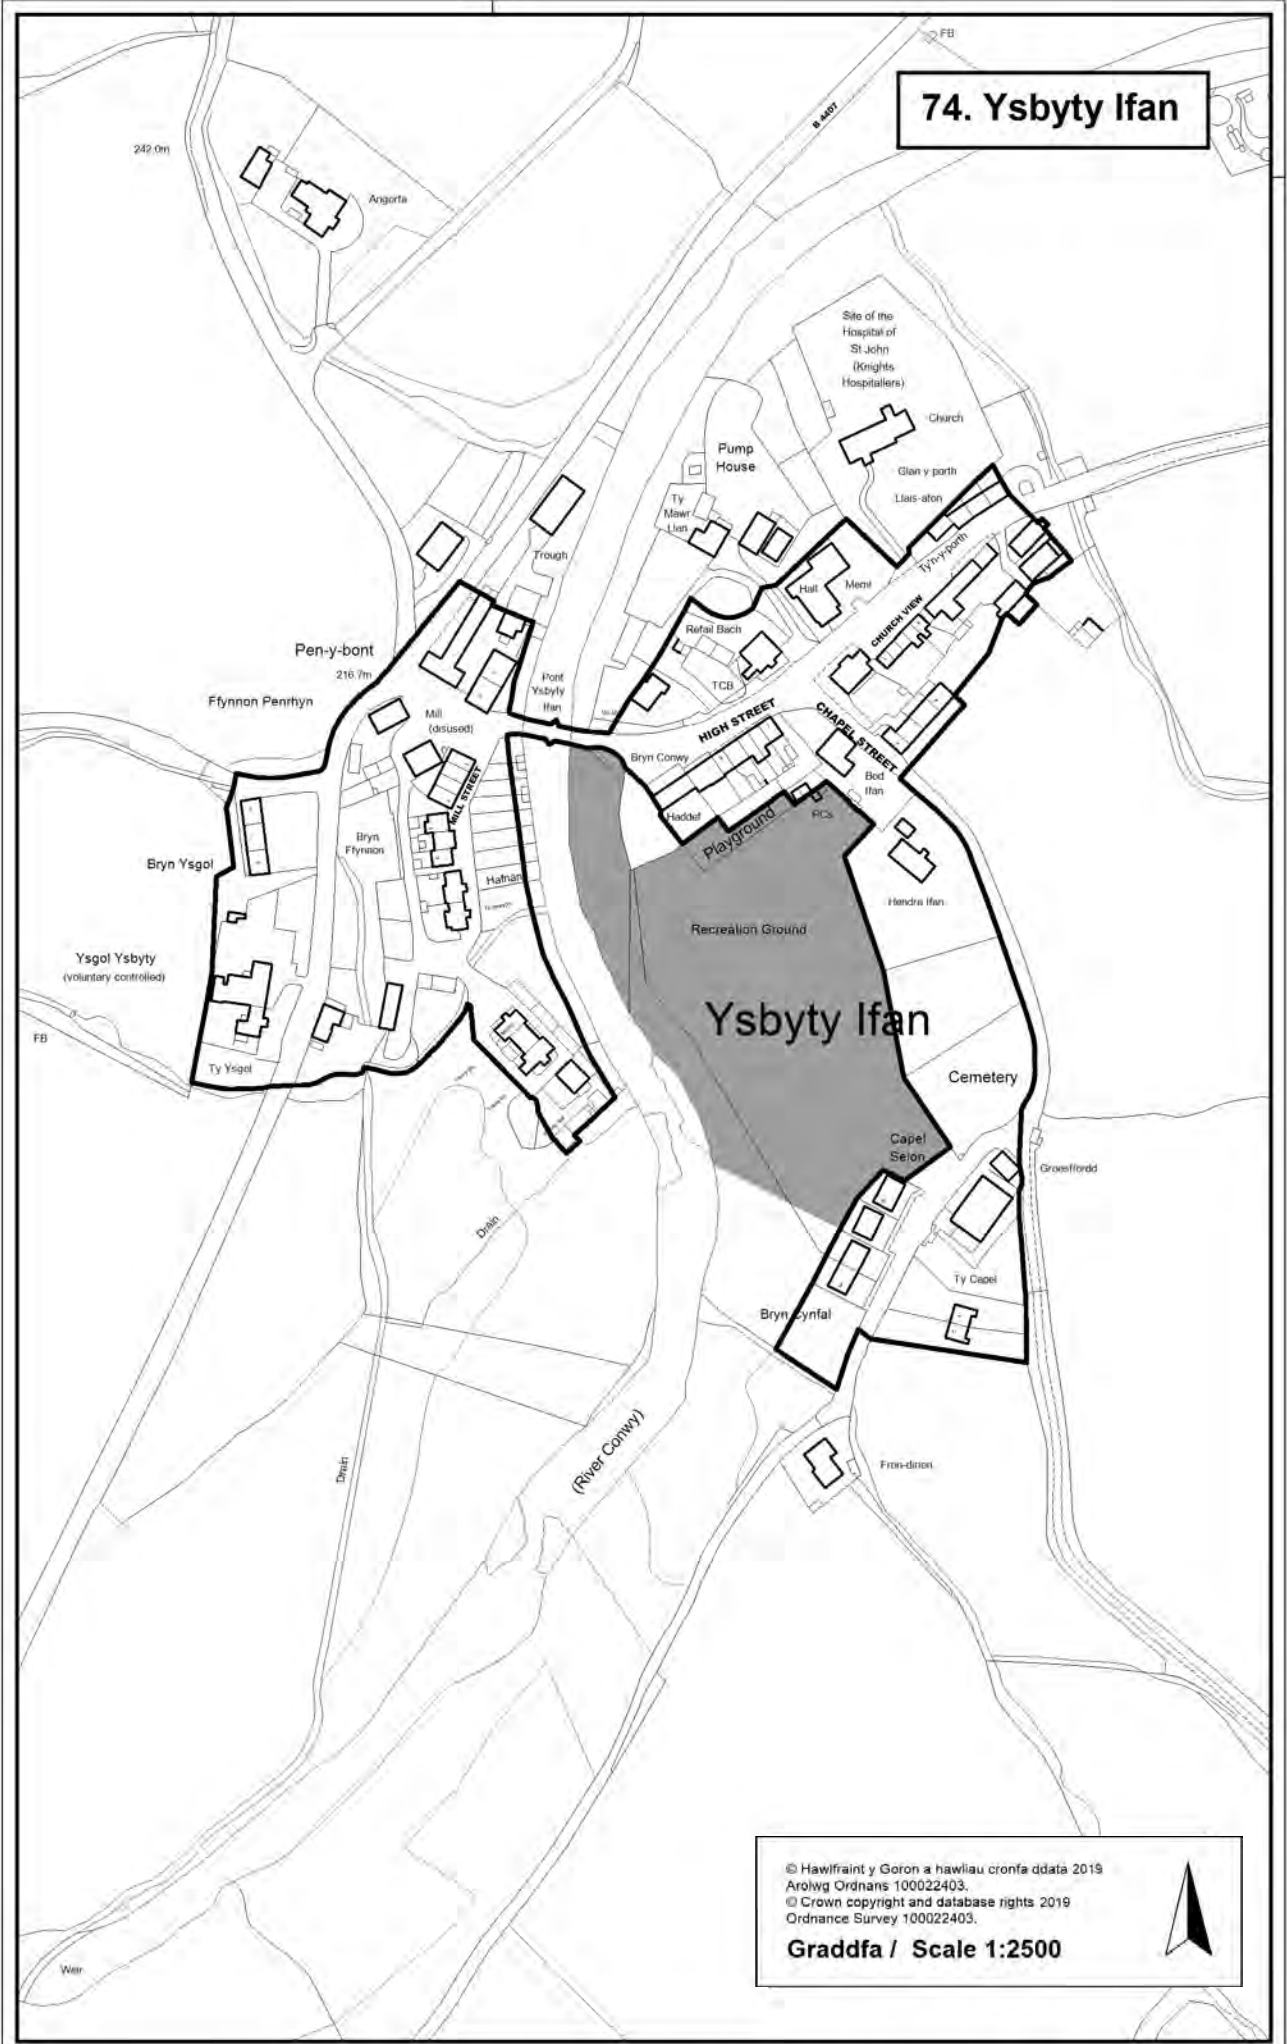 FB
74. Ysbyty Ifan
B 4407
242.0m
Angorfa
Site of the
Hospital of
St John
(Knights
Hospitallers)
Church
Pump
House
Glan y porth
Llais-afon
Ty
Mawr
Llan
Trough
Ty'n-y-porth
Hall
Meml
CHURCH VIEW
Refail Bach
Pen-y-bont
216.7m
Pont
Ysbyty
Ifan
TCB
Ffynnon Penrhyn
Mill
(disused)
HIGH STREET
CHAPEL STREET
Bryn Conwy
Bod
Ifan
MILL STREET
Haddef
PCs
Playground
Bryn
Ffynnon
Bryn Ysgol
Hafnan
Hendre Ifan
Recreation Ground
Ysgol Ysbyty
(voluntary controlled)
Ysbyty Ifan
FB
Ty Ysgol
Cemetery
Capel
Seion
Groesffordd
Drain
Ty Capel
Bryn Cynfal
(River Conwy)
Drain
Fron-dirion
© Hawlfraint y Goron a hawliau cronfa ddata 2019
Arolwg Ordnans 100022403.
© Crown copyright and database rights 2019
Ordnance Survey 100022403.
Graddfa / Scale 1:2500
Weir